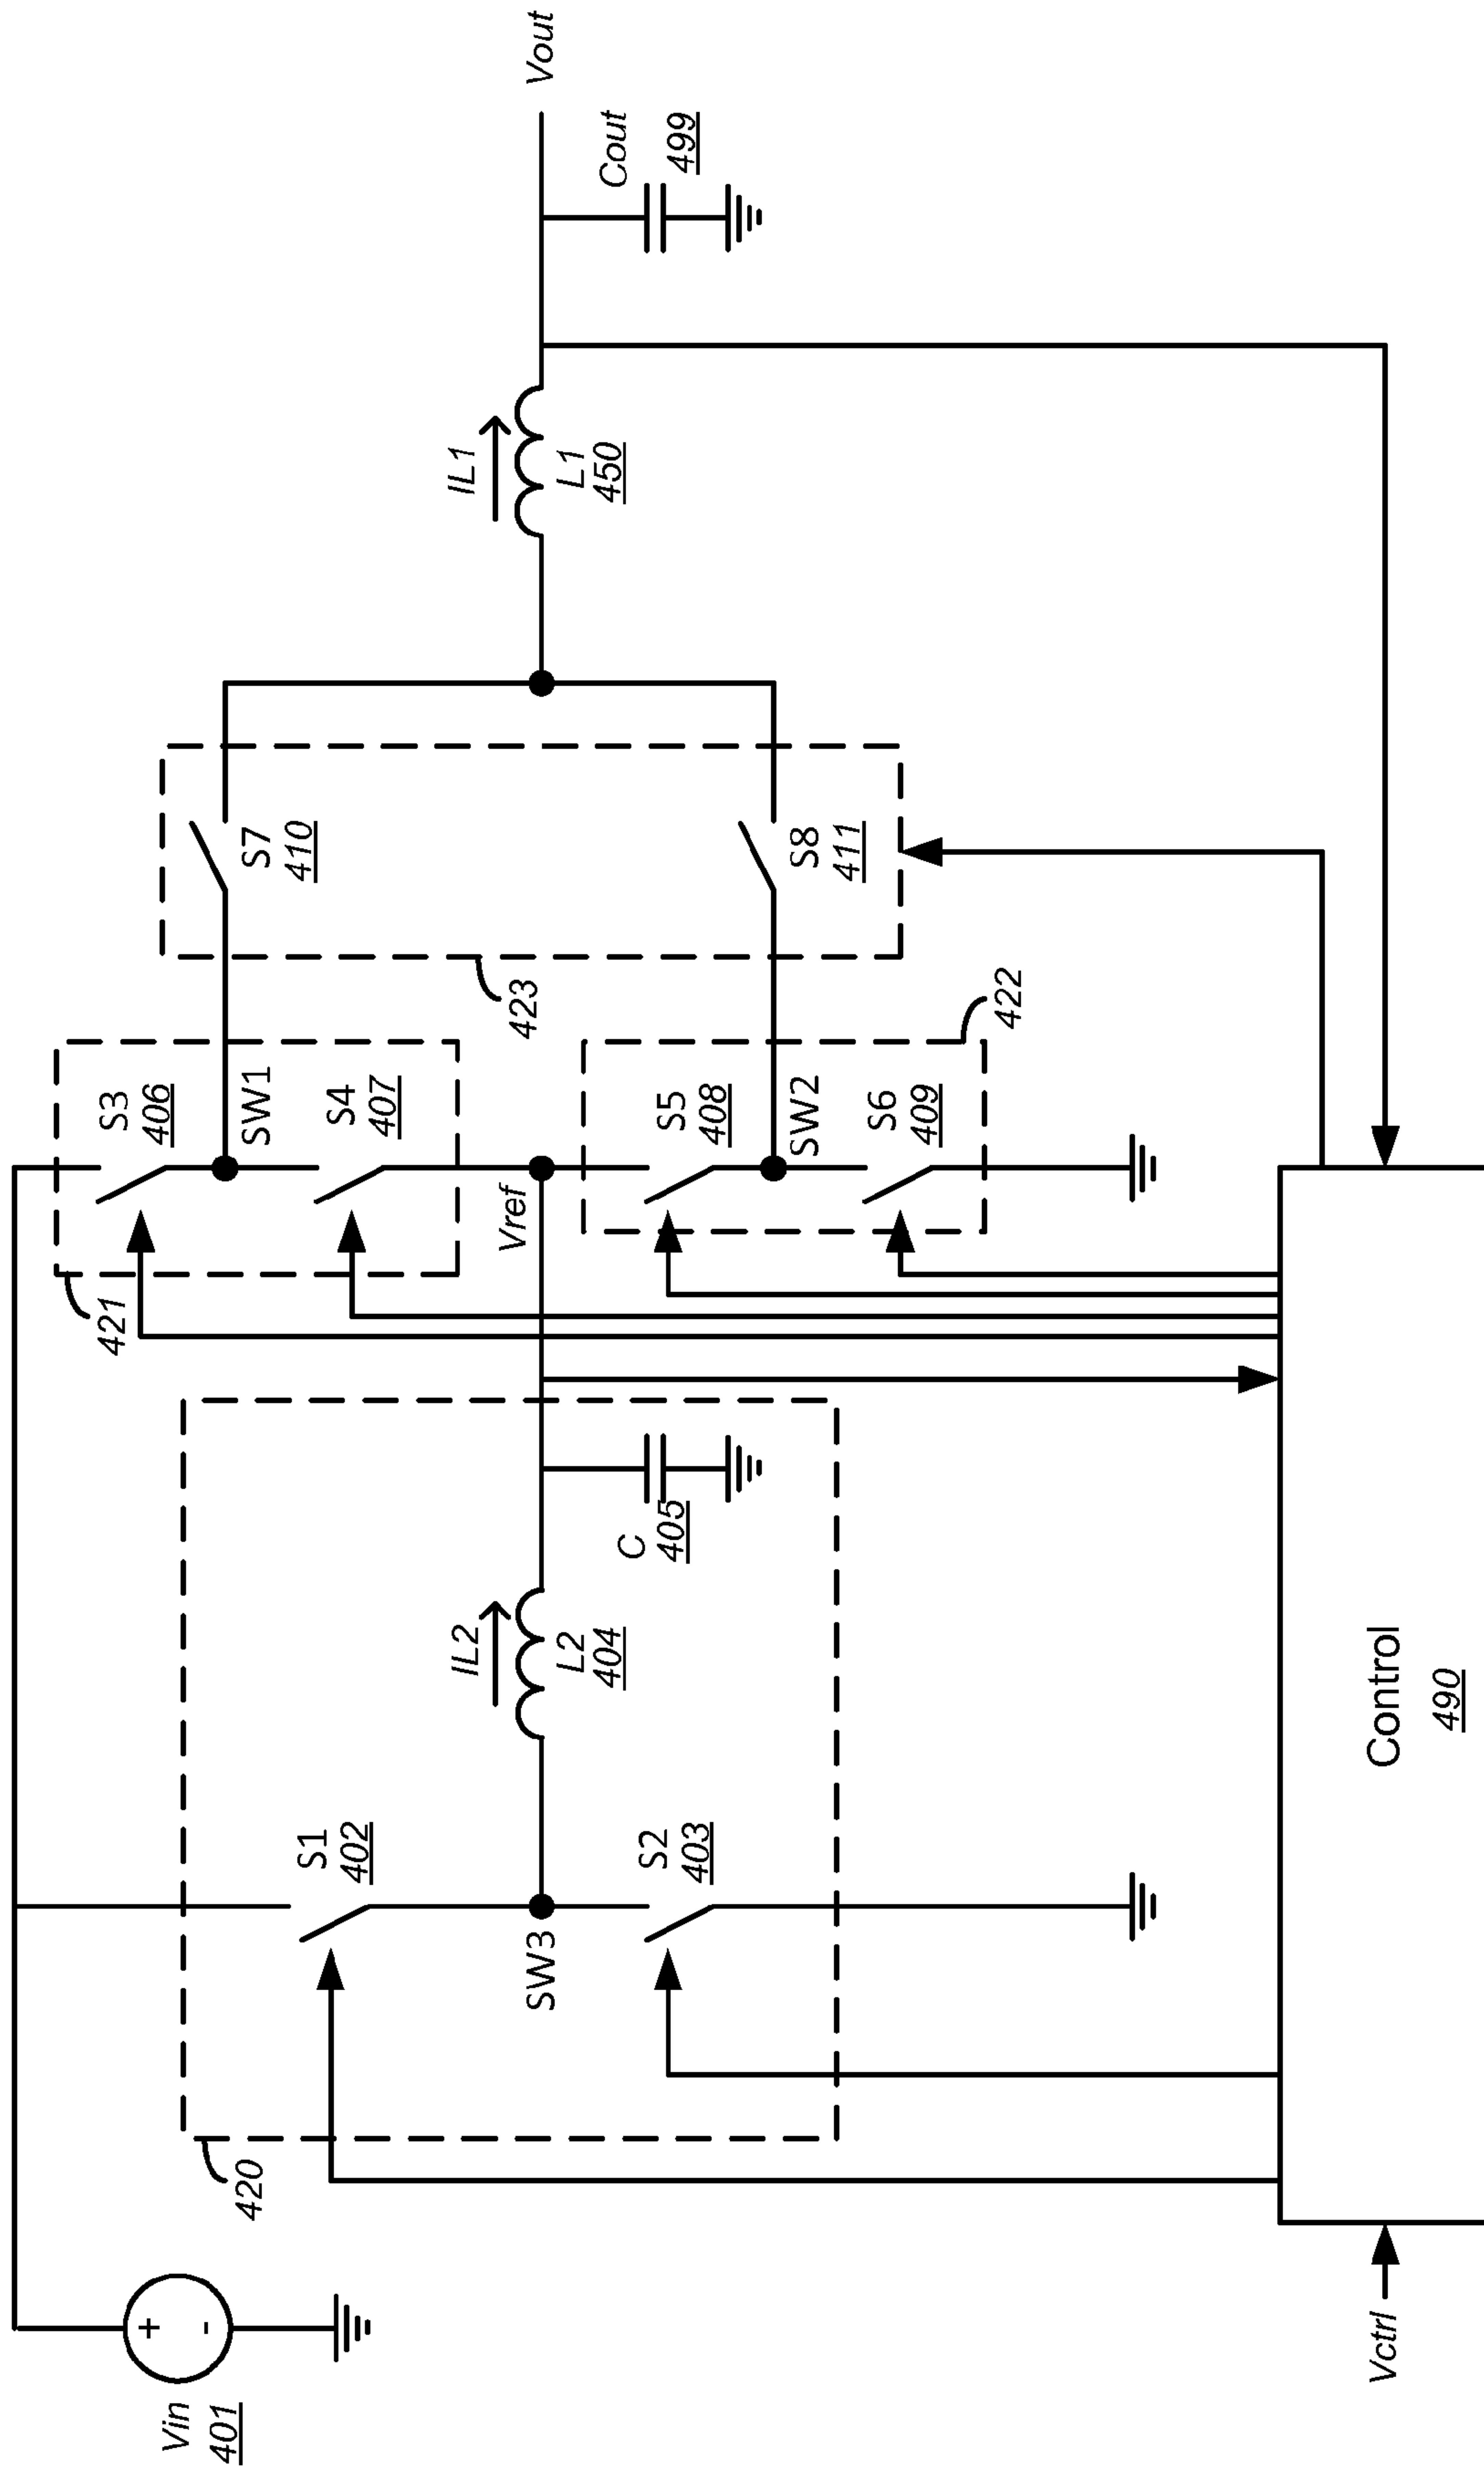 Vin
401
+
-
420
S1
402
SW3
S2
403
IL2
L2
404
C
405
421
S3
406
SW1
S4
407
Vref
S5
408
SW2
S6
409
422
423
S7
410
S8
411
IL1
L1
450
Cout
499
Vout
Vctrl
Control
490